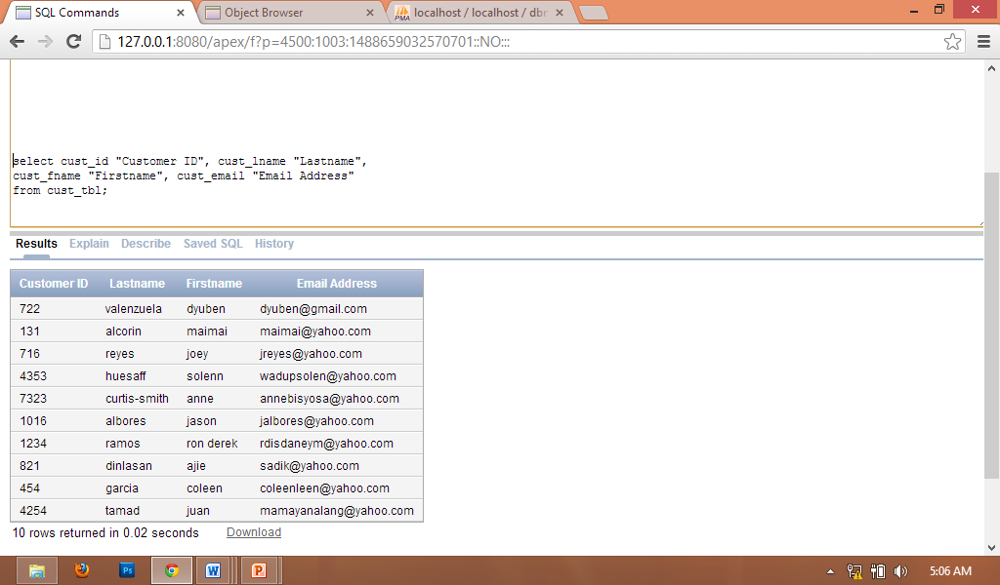 SQL Commands
Object Browser
localhost / localhost / dbr
127.0.0.1:8080/apex/f?p=4500:1003:1488659032570701::NO:::
select cust_id "Customer ID", cust_lname "Lastname",
cust_fname "Firstname", cust_email "Email Address"
from cust_tbl;
Results Explain Describe Saved SQL History
Customer ID Lastname Firstname Email Address
722 valenzuela dyuben dyuben@gmail.com
131 alcorin maimai maimai@yahoo.com
716 reyes joey jreyes@yahoo.com
4353 huesaff solenn wadupsolen@yahoo.com
7323 curtis-smith anne annebisyosa@yahoo.com
1016 albores jason jalbores@yahoo.com
1234 ramos ron derek rdisdaneym@yahoo.com
821 dinlasan ajie sadik@yahoo.com
454 garcia coleen coleenleen@yahoo.com
4254 tamad juan mamayanalang@yahoo.com
10 rows returned in 0.02 seconds Download
Ps
W
P
5:06 AM